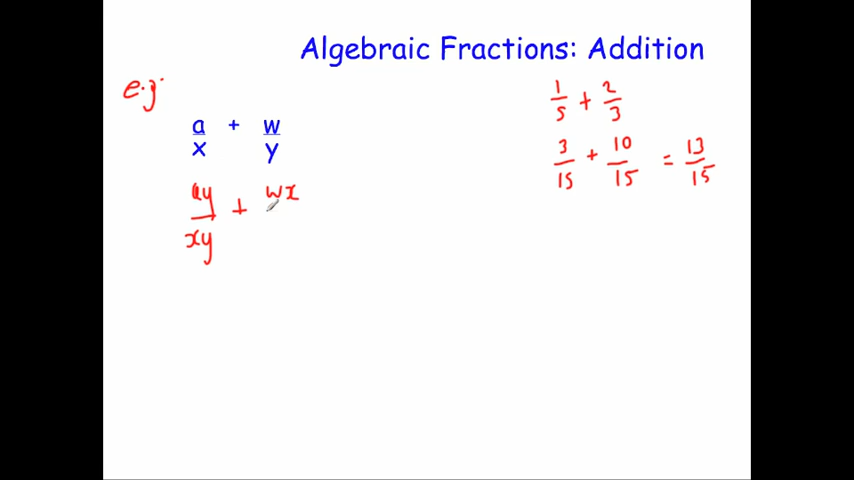 Algebraic Fractions: Addition
e.g.
a/x + w/y
ay/xy + wx
1/5 + 2/3
3/15 + 10/15 = 13/15